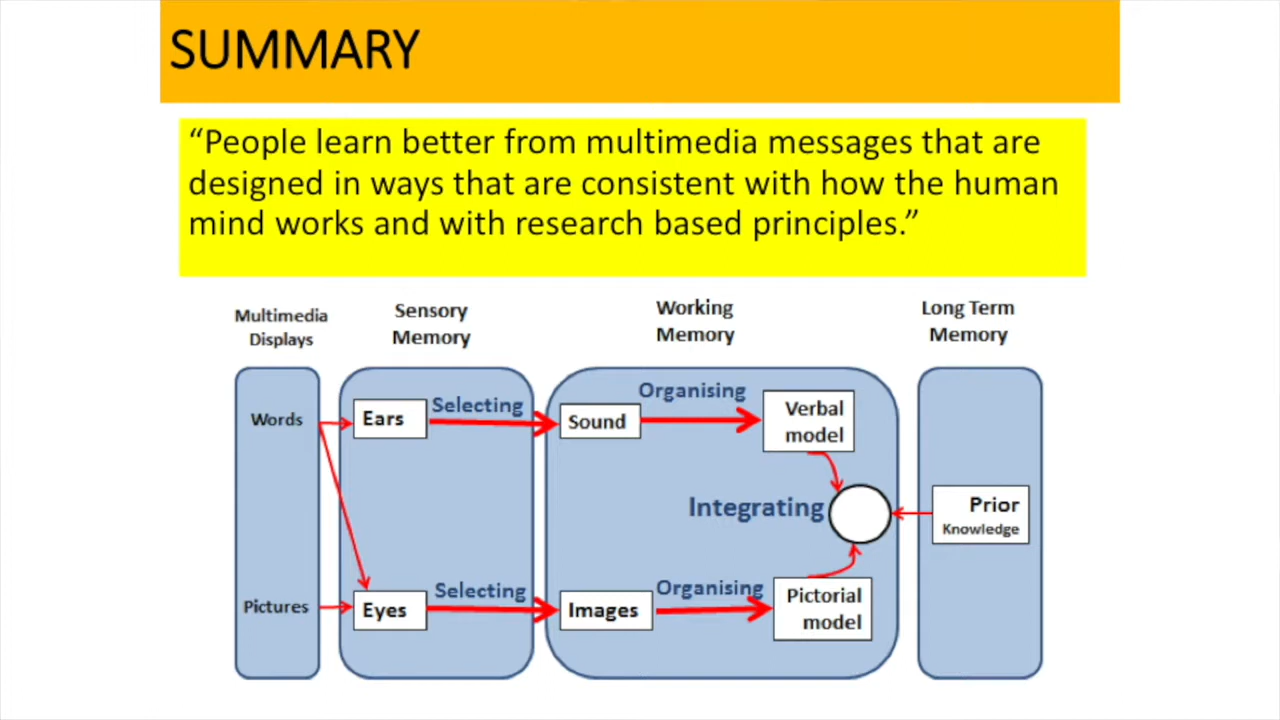 SUMMARY
“People learn better from multimedia messages that are
designed in ways that are consistent with how the human
mind works and with research based principles.”
Multimedia
Displays
Sensory
Memory
Working
Memory
Long Term
Memory
Words
Ears
Selecting
Sound
Organising
Verbal
model
Integrating
Prior
Knowledge
Pictures
Eyes
Selecting
Images
Organising
Pictorial
model